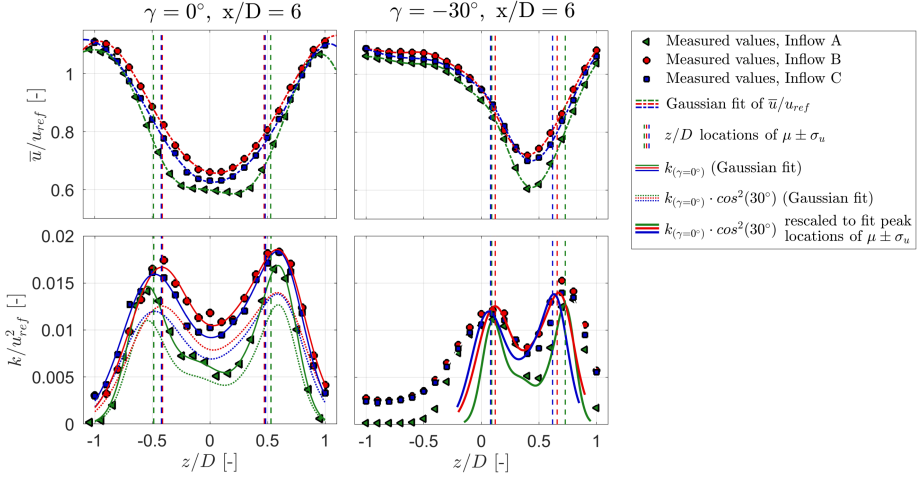 γ = 0°, x/D = 6
γ = −30°, x/D = 6
u̅/u_ref [-]
1
0.8
0.6
k/u²_ref [-]
0.02
0.015
0.01
0.005
0
-1 -0.5 0 0.5 1
-1 -0.5 0 0.5 1
z/D [-]
z/D [-]
Measured values, Inflow A
Measured values, Inflow B
Measured values, Inflow C
Gaussian fit of u̅/u_ref
z/D locations of μ ± σ_u
k_(γ=0°) (Gaussian fit)
k_(γ=0°) · cos²(30°) (Gaussian fit)
k_(γ=0°) · cos²(30°) rescaled to fit peak
locations of μ ± σ_u